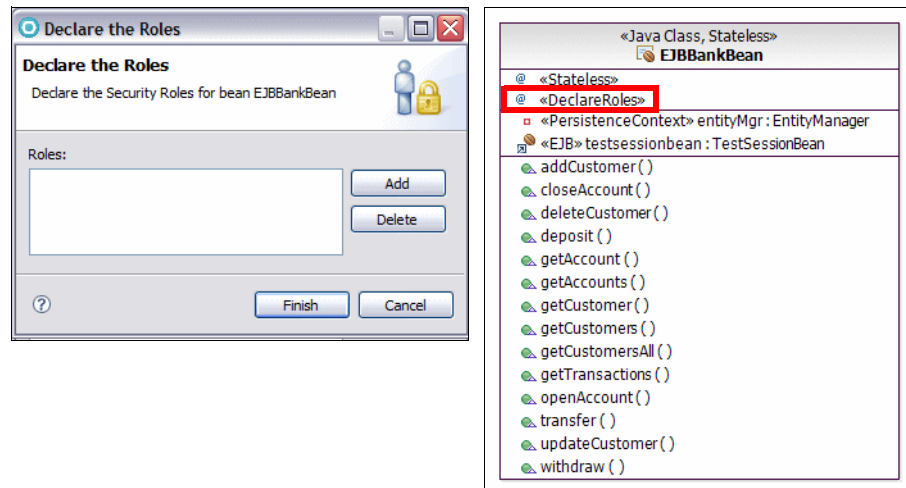 Declare the Roles
Declare the Roles
Declare the Security Roles for bean EJBBankBean
Roles:
Add
Delete
?
Finish
Cancel
«Java Class, Stateless»
EJBBankBean
@ «Stateless»
@ «DeclareRoles»
«PersistenceContext» entityMgr : EntityManager
«EJB» testsessionbean : TestSessionBean
addCustomer ( )
closeAccount ( )
deleteCustomer ( )
deposit ( )
getAccount ( )
getAccounts ( )
getCustomer ( )
getCustomers ( )
getCustomersAll ( )
getTransactions ( )
openAccount ( )
transfer ( )
updateCustomer ( )
withdraw ( )